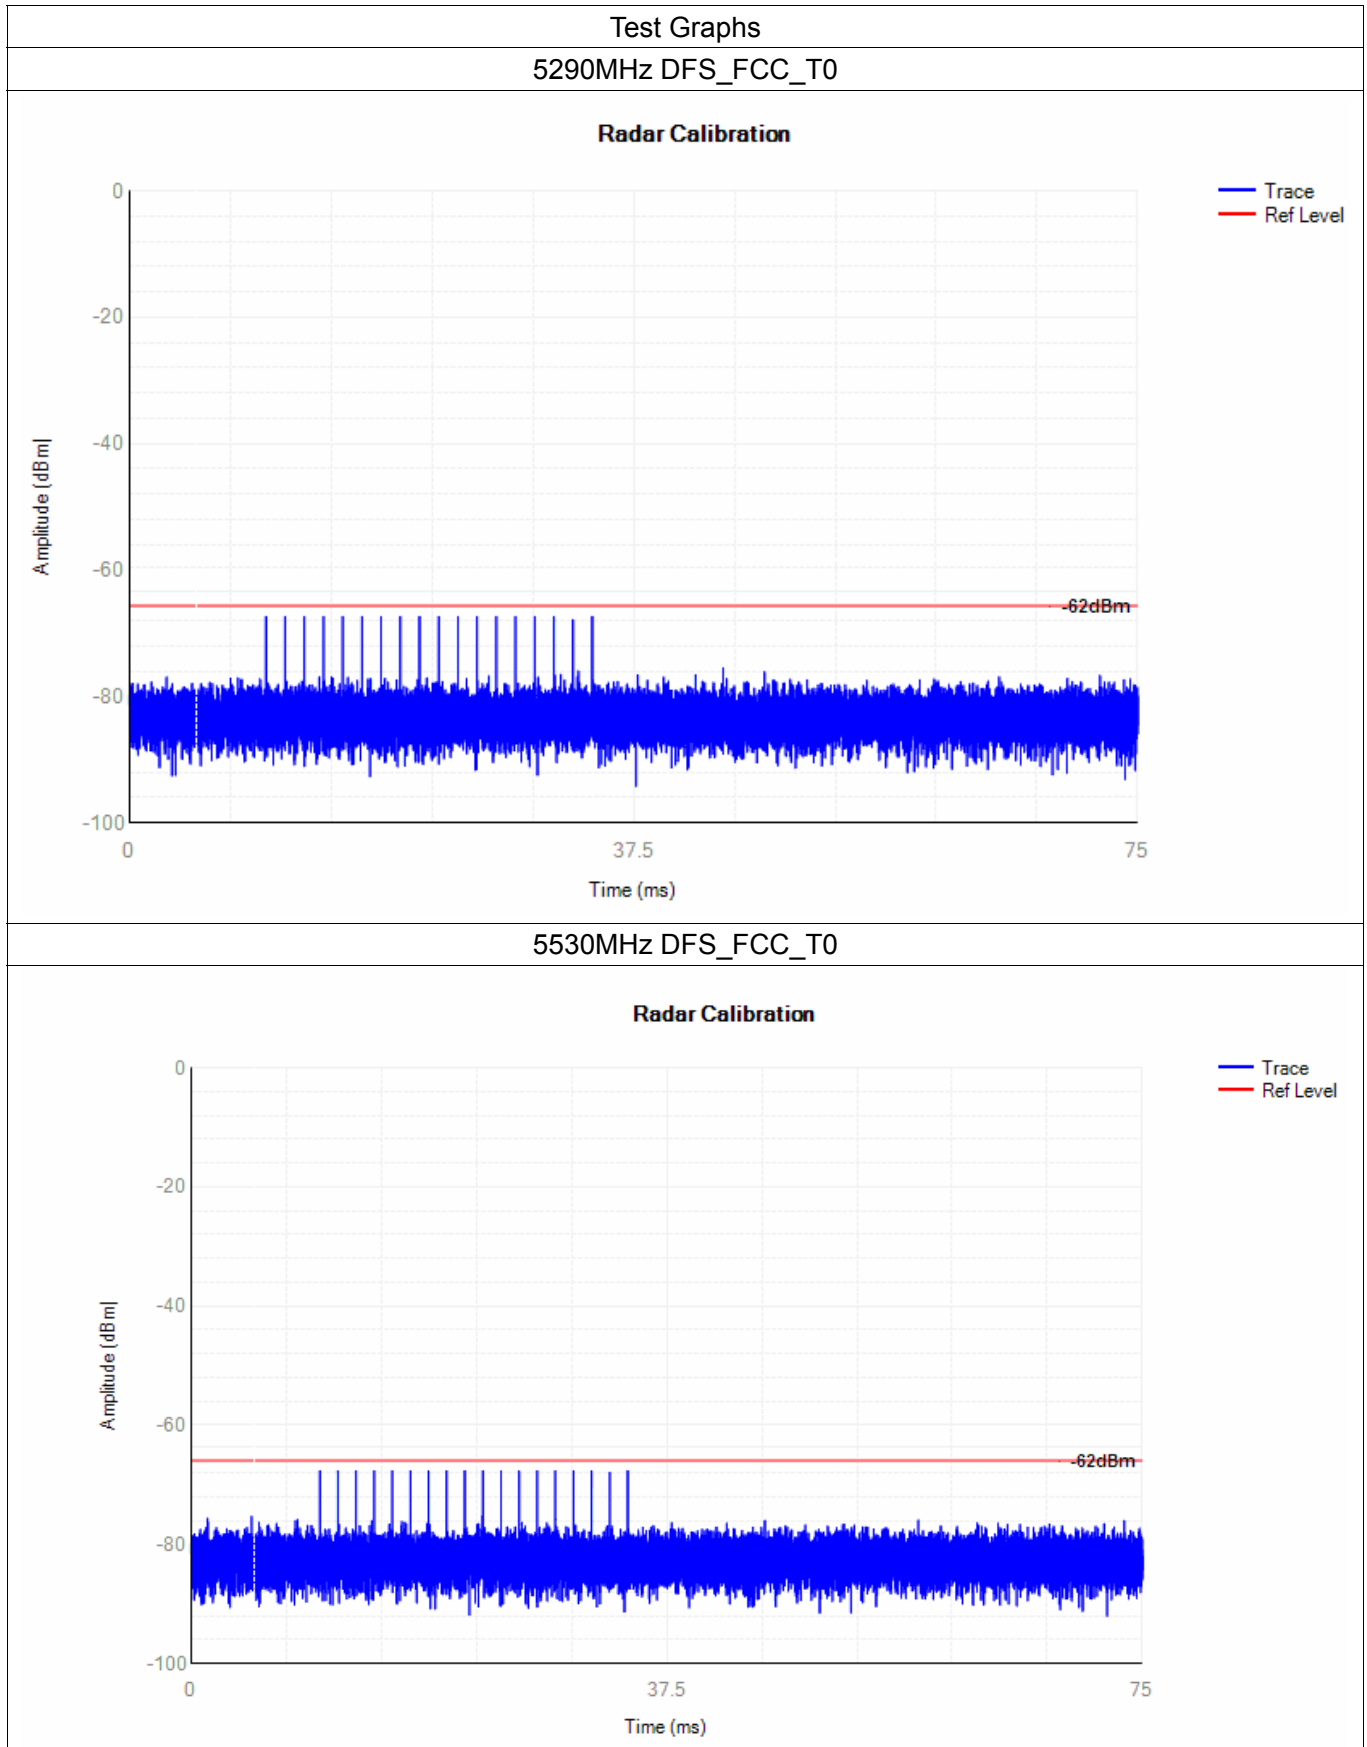 Test Graphs
5290MHz DFS_FCC_T0
Radar Calibration
Trace
Ref Level
0
-20
-40
-60
-80
-100
Amplitude (dBm|
-62dBm
0 37.5 75
Time (ms)
5530MHz DFS_FCC_T0
Radar Calibration
Trace
Ref Level
0
-20
-40
-60
-80
-100
Amplitude (dBm|
-62dBm
0 37.5 75
Time (ms)